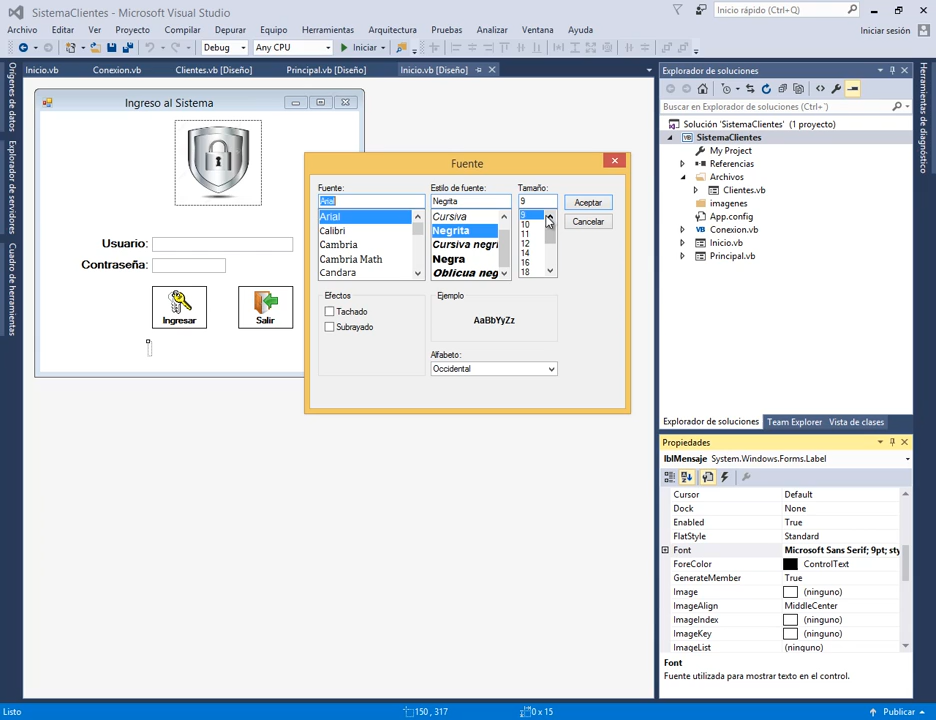 SistemaClientes - Microsoft Visual Studio
Inicio rápido (Ctrl+Q)
Archivo Editar Ver Proyecto Compilar Depurar Equipo Herramientas Arquitectura Pruebas Analizar Ventana Ayuda
Iniciar sesión
Debug Any CPU Iniciar
Orígenes de datos
Explorador de servidores
Cuadro de herramientas
Inicio.vb Conexion.vb Clientes.vb [Diseño] Principal.vb [Diseño] Inicio.vb [Diseño]
Ingreso al Sistema
Usuario:
Contraseña:
Ingresar
Salir
Fuente
Fuente:
Arial
Arial
Calibri
Cambria
Cambria Math
Candara
Estilo de fuente:
Negrita
Cursiva
Negrita
Cursiva negri
Negra
Oblicua neg
Tamaño:
9
9
10
11
12
14
16
18
Aceptar
Cancelar
Efectos
Tachado
Subrayado
Ejemplo
AaBbYyZz
Alfabeto:
Occidental
Explorador de soluciones
Buscar en Explorador de soluciones (Ctrl+´)
Solución 'SistemaClientes' (1 proyecto)
SistemaClientes
My Project
Referencias
Archivos
Clientes.vb
imagenes
App.config
Conexion.vb
Inicio.vb
Principal.vb
Explorador de soluciones Team Explorer Vista de clases
Herramientas de diagnóstico
Propiedades
lblMensaje System.Windows.Forms.Label
Cursor Default
Dock None
Enabled True
FlatStyle Standard
Font Microsoft Sans Serif; 9pt; sty
ForeColor ControlText
GenerateMember True
Image (ninguno)
ImageAlign MiddleCenter
ImageIndex (ninguno)
ImageKey (ninguno)
ImageList (ninguno)
Font
Fuente utilizada para mostrar texto en el control.
Listo
150 , 317
0 x 15
Publicar